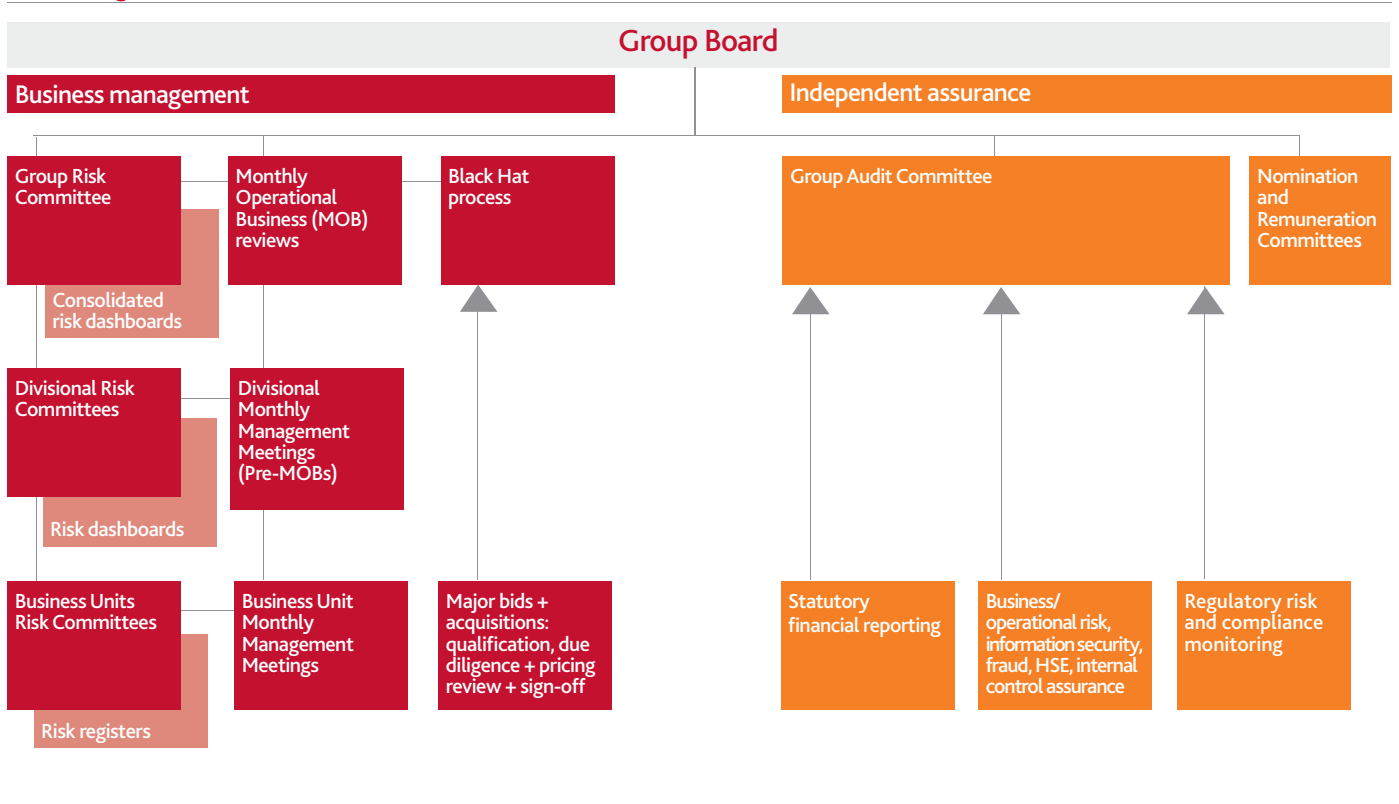 Group Board
Business management
Independent assurance
Group Risk
Committee
Consolidated
risk dashboards
Monthly
Operational
Business (MOB)
reviews
Black Hat
process
Group Audit Committee
Nomination
and
Remuneration
Committees
Divisional Risk
Committees
Risk dashboards
Divisional
Monthly
Management
Meetings
(Pre-MOBs)
Business Units
Risk Committees
Risk registers
Business Unit
Monthly
Management
Meetings
Major bids +
acquisitions:
qualification, due
diligence + pricing
review + sign-off
Statutory
financial reporting
Business/
operational risk,
information security,
fraud, HSE, internal
control assurance
Regulatory risk
and compliance
monitoring